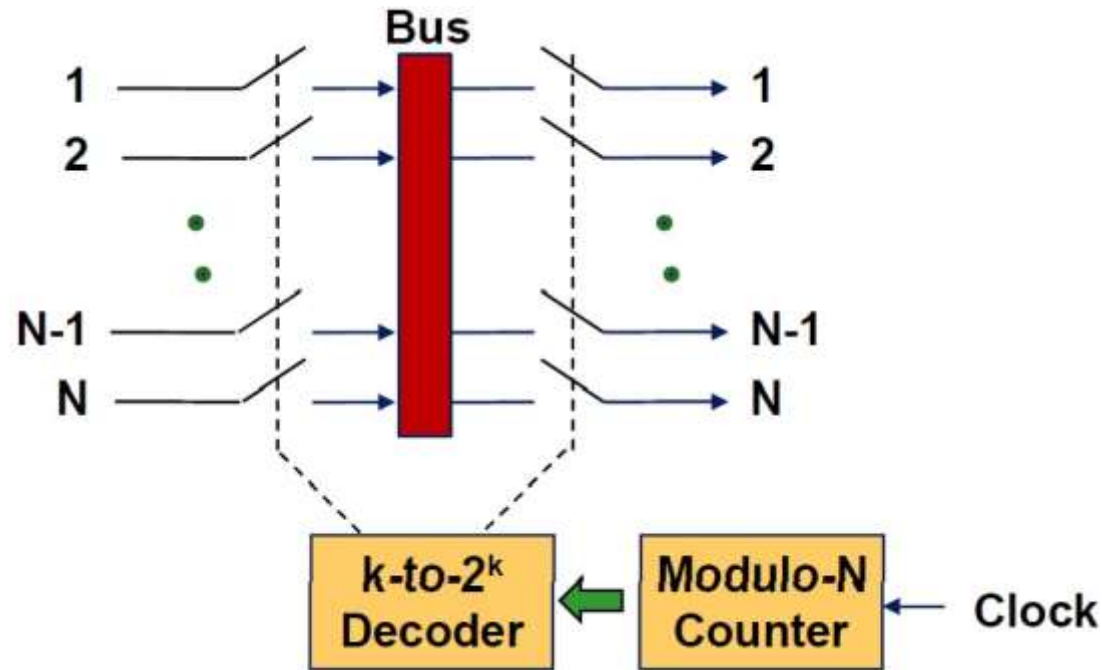 Bus
1 1
2 2
N-1 N-1
N N
k-to-2ᵏ Modulo-N
Decoder Counter Clock